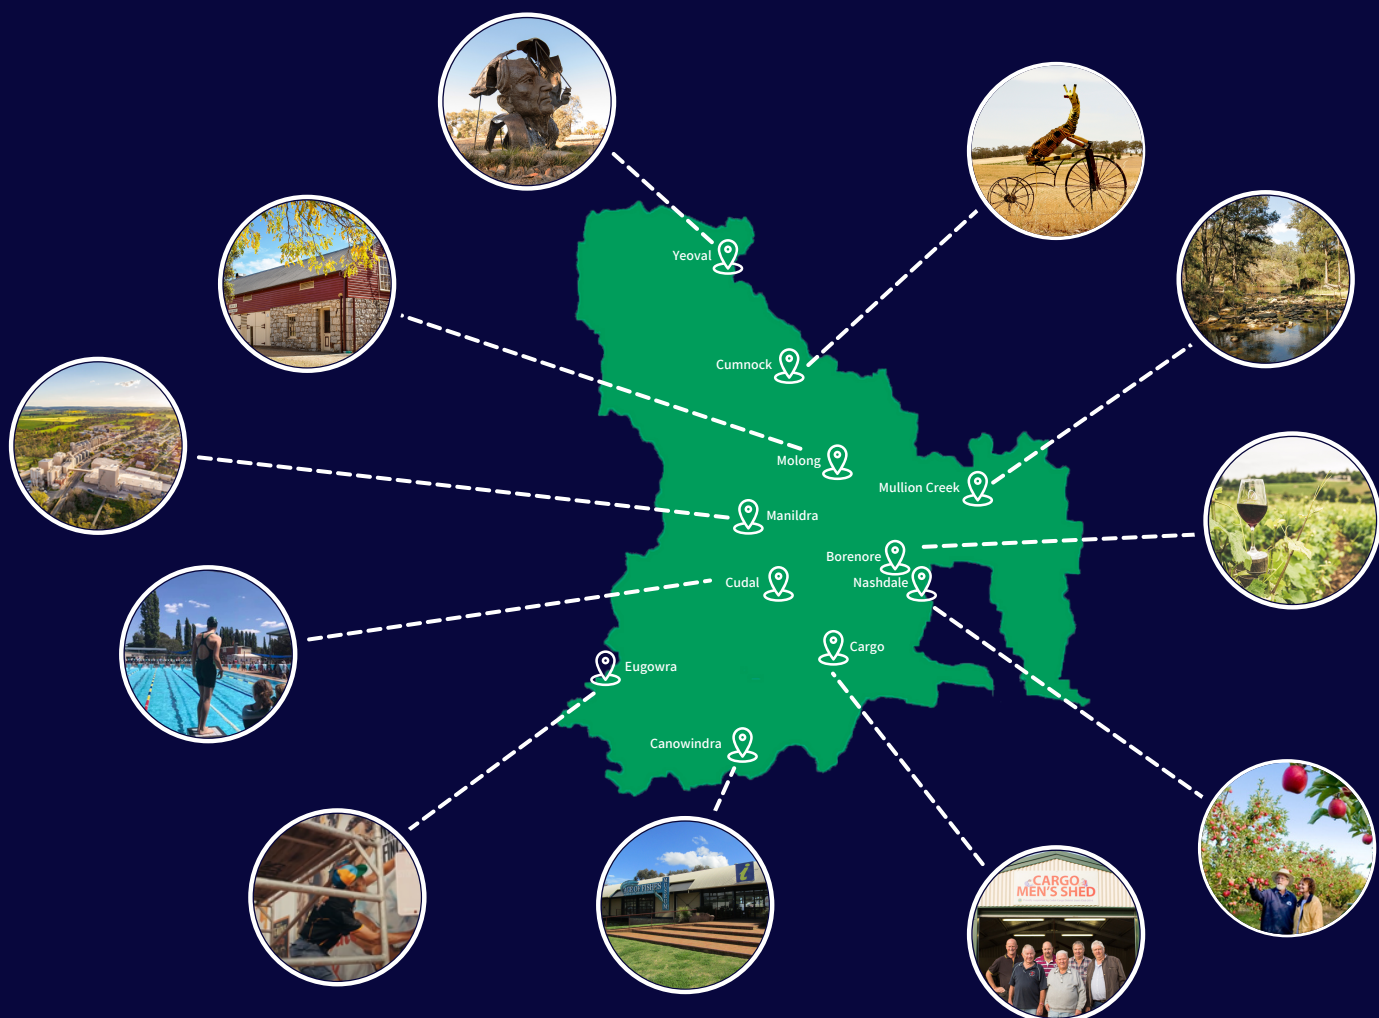 Yeoval
Cumnock
Molong
Mullion Creek
Manildra
Borenore
Cudal
Nashdale
Cargo
Eugowra
Canowindra
CARGO
MEN'S SHED
i